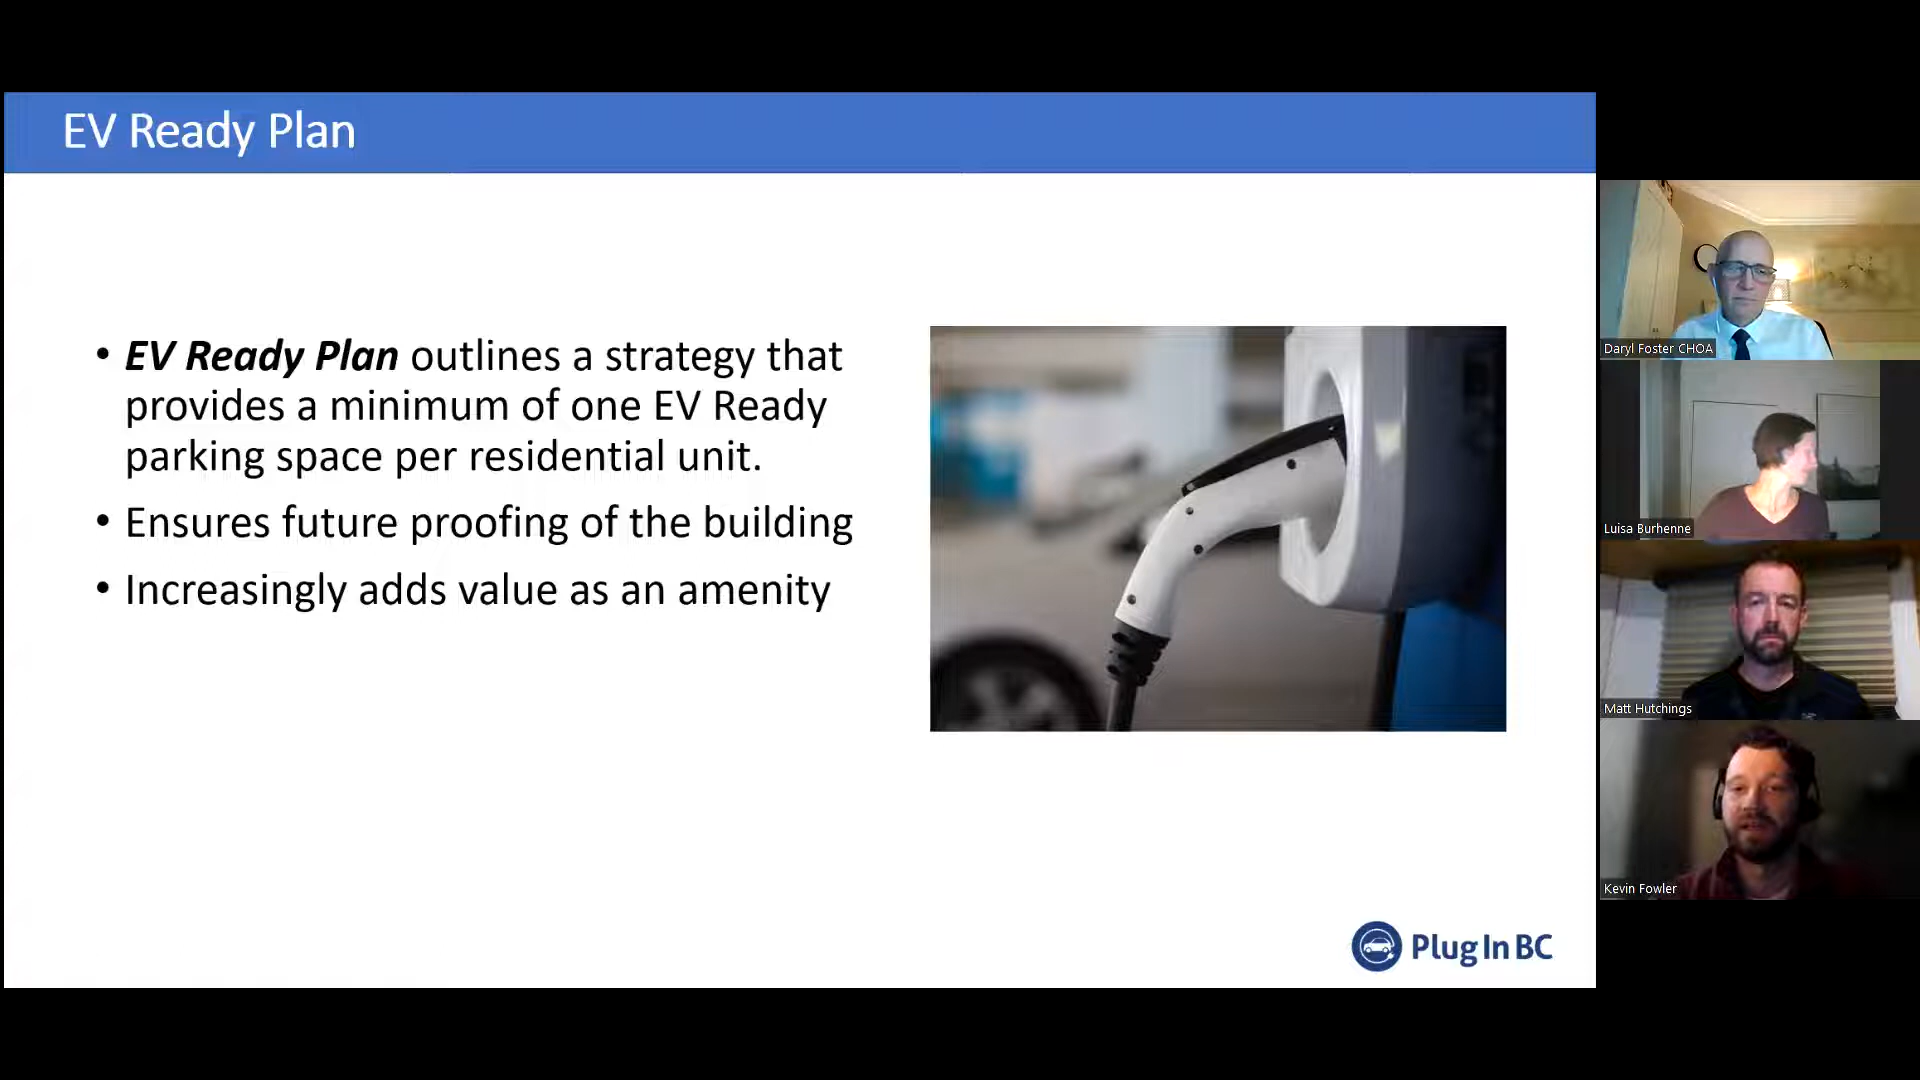 EV Ready Plan
• EV Ready Plan outlines a strategy that
provides a minimum of one EV Ready
parking space per residential unit.
• Ensures future proofing of the building
• Increasingly adds value as an amenity
Plug In BC
Daryl Foster CHOA
Luisa Burhenne
Matt Hutchings
Kevin Fowler